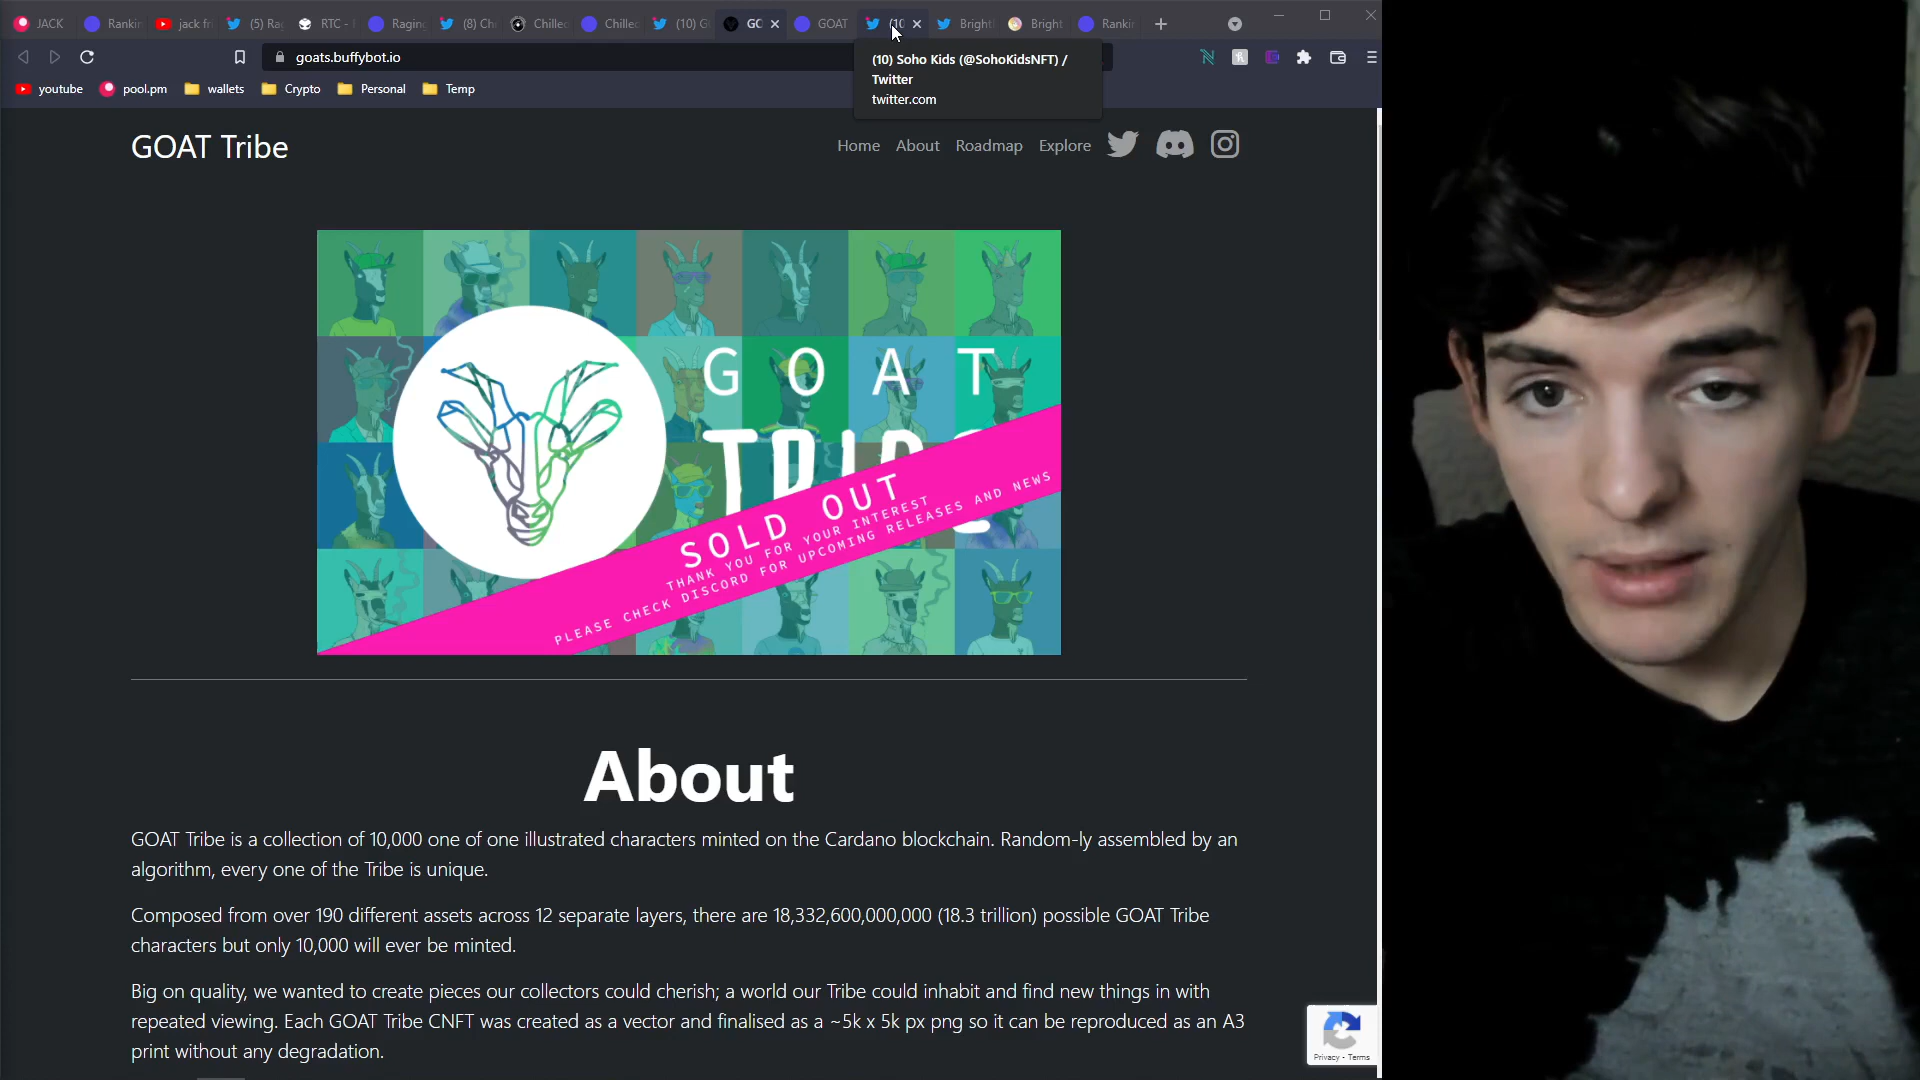 JACK
Rankin
jack fr
(5) Ra
RTC -
Raging
(8) Ch
Chilled
Chilled
(10) G
GO
GOAT
(10
Bright
Bright
Rankin
goats.buffybot.io
(10) Soho Kids (@SohoKidsNFT) /
Twitter
twitter.com
youtube
pool.pm
wallets
Crypto
Personal
Temp
GOAT Tribe
Home
About
Roadmap
Explore
GOAT
SOLD OUT
THANK YOU FOR YOUR INTEREST
PLEASE CHECK DISCORD FOR UPCOMING RELEASES AND NEWS
About
GOAT Tribe is a collection of 10,000 one of one illustrated characters minted on the Cardano blockchain. Random-ly assembled by an
algorithm, every one of the Tribe is unique.
Composed from over 190 different assets across 12 separate layers, there are 18,332,600,000,000 (18.3 trillion) possible GOAT Tribe
characters but only 10,000 will ever be minted.
Big on quality, we wanted to create pieces our collectors could cherish; a world our Tribe could inhabit and find new things in with
repeated viewing. Each GOAT Tribe CNFT was created as a vector and finalised as a ~5k x 5k px png so it can be reproduced as an A3
print without any degradation.
Privacy - Terms